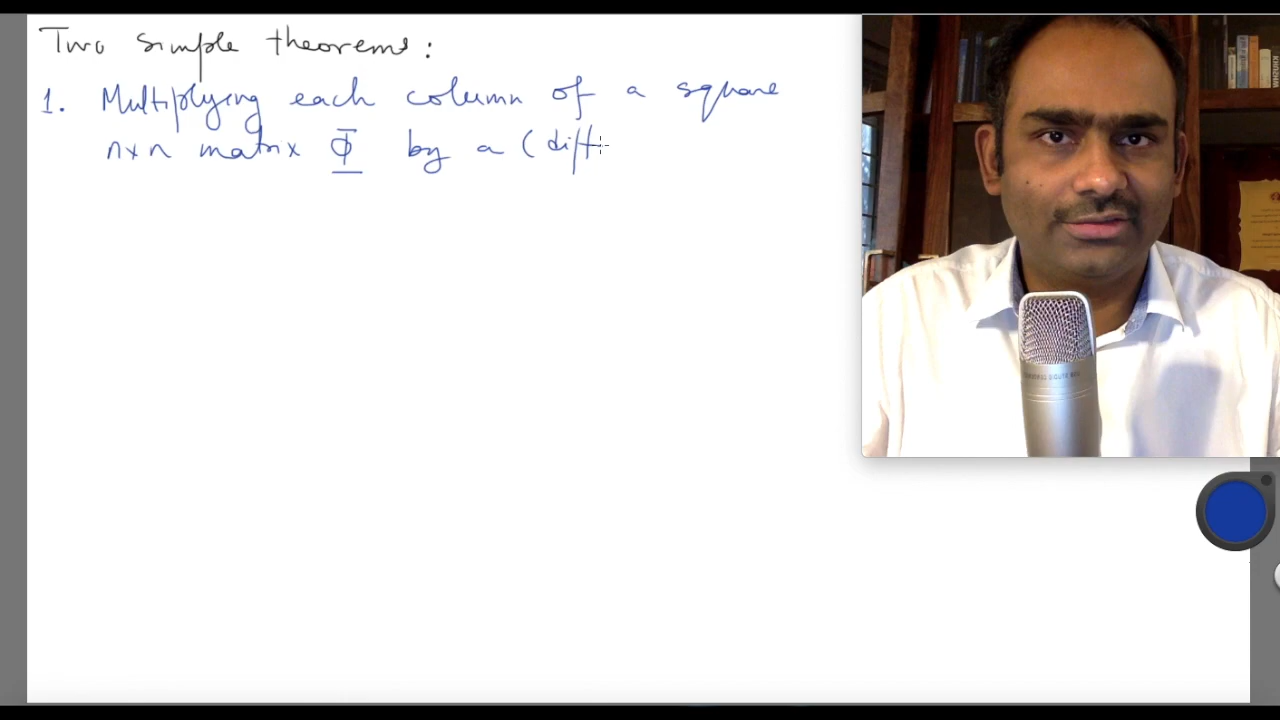 Two simple theorems:
1. Multiplying each column of a square
n×n matrix Φ by a (diff